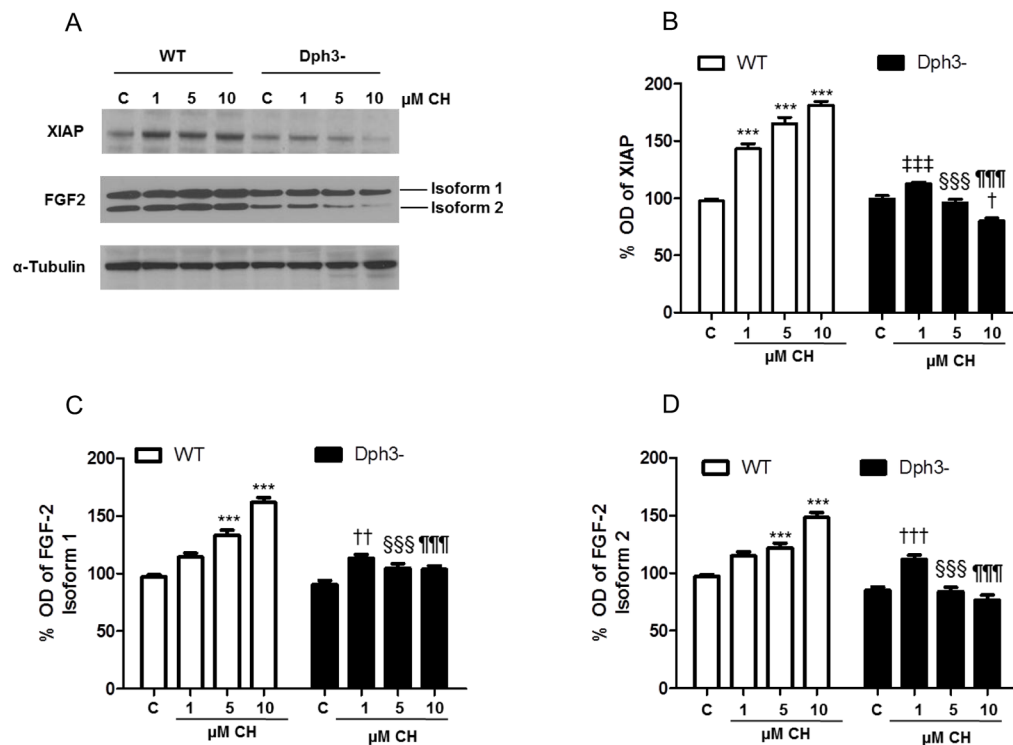 A
WT Dph3-
C 1 5 10 C 1 5 10 µM CH
XIAP
FGF2
Isoform 1
Isoform 2
α-Tubulin
B
WT Dph3-
% OD of XIAP
200
150
100
50
0
***
***
***
‡‡‡
§§§
¶¶¶
†
C 1 5 10 C 1 5 10
µM CH µM CH
C
WT Dph3-
% OD of FGF-2
Isoform 1
200
150
100
50
0
***
***
††
§§§
¶¶¶
C 1 5 10 C 1 5 10
µM CH µM CH
D
WT Dph3-
% OD of FGF-2
Isoform 2
200
150
100
50
0
***
***
†††
§§§
¶¶¶
C 1 5 10 C 1 5 10
µM CH µM CH